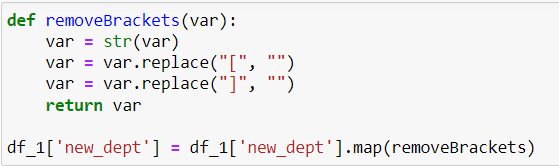 def removeBrackets(var):
    var = str(var)
    var = var.replace("[", "")
    var = var.replace("]", "")
    return var
df_1['new_dept'] = df_1['new_dept'].map(removeBrackets)